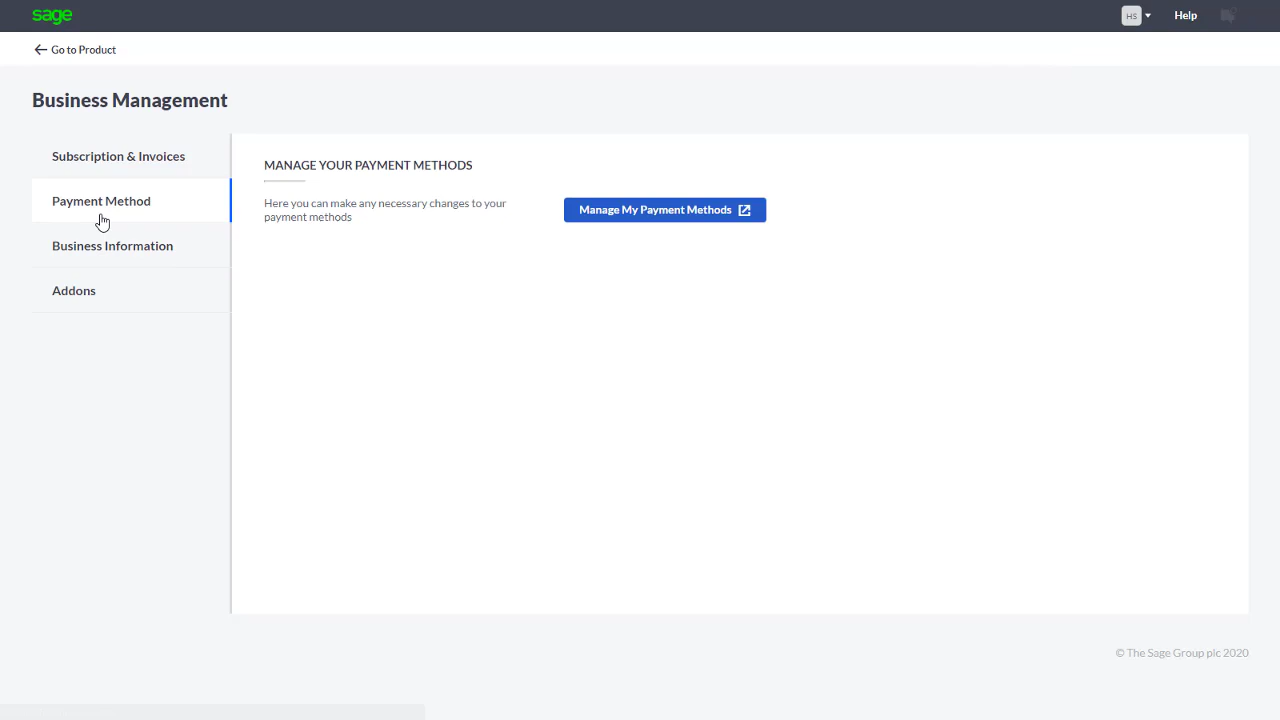 sage
HS
Help
Go to Product
Business Management
Subscription & Invoices
Payment Method
Business Information
Addons
MANAGE YOUR PAYMENT METHODS
Here you can make any necessary changes to your
payment methods
Manage My Payment Methods
© The Sage Group plc 2020